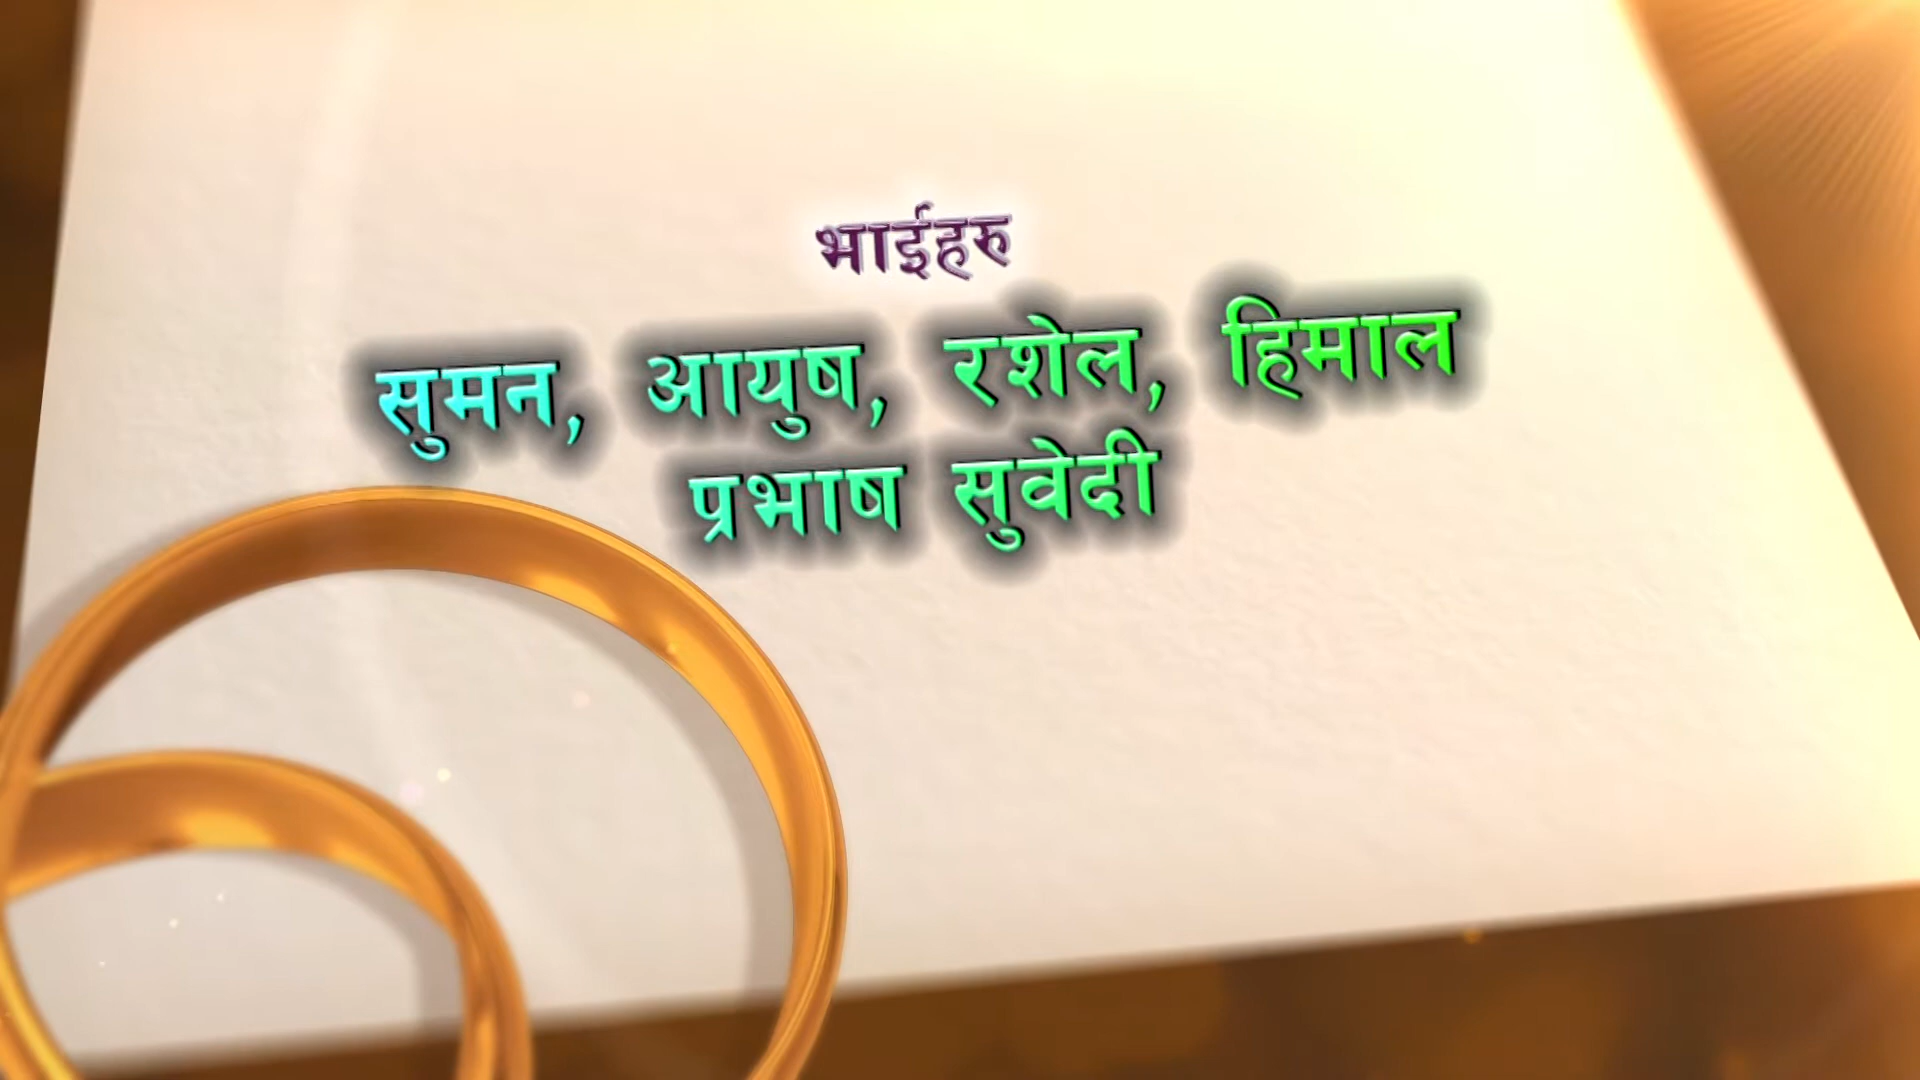 भाईहरु
सुमन, आयुष, रशेल, हिमाल
प्रभाष सुवेदी